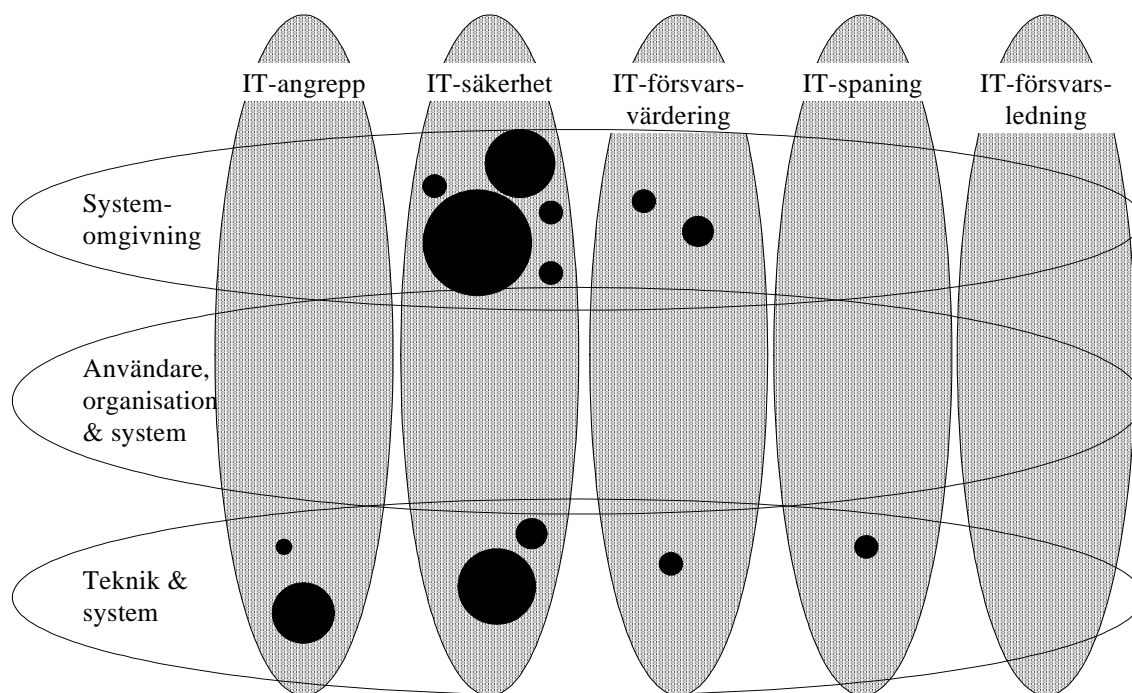 IT-angrepp
IT-säkerhet
IT-försvars-
värdering
IT-spaning
IT-försvars-
ledning
System-
omgivning
Användare,
organisation
& system
Teknik &
system